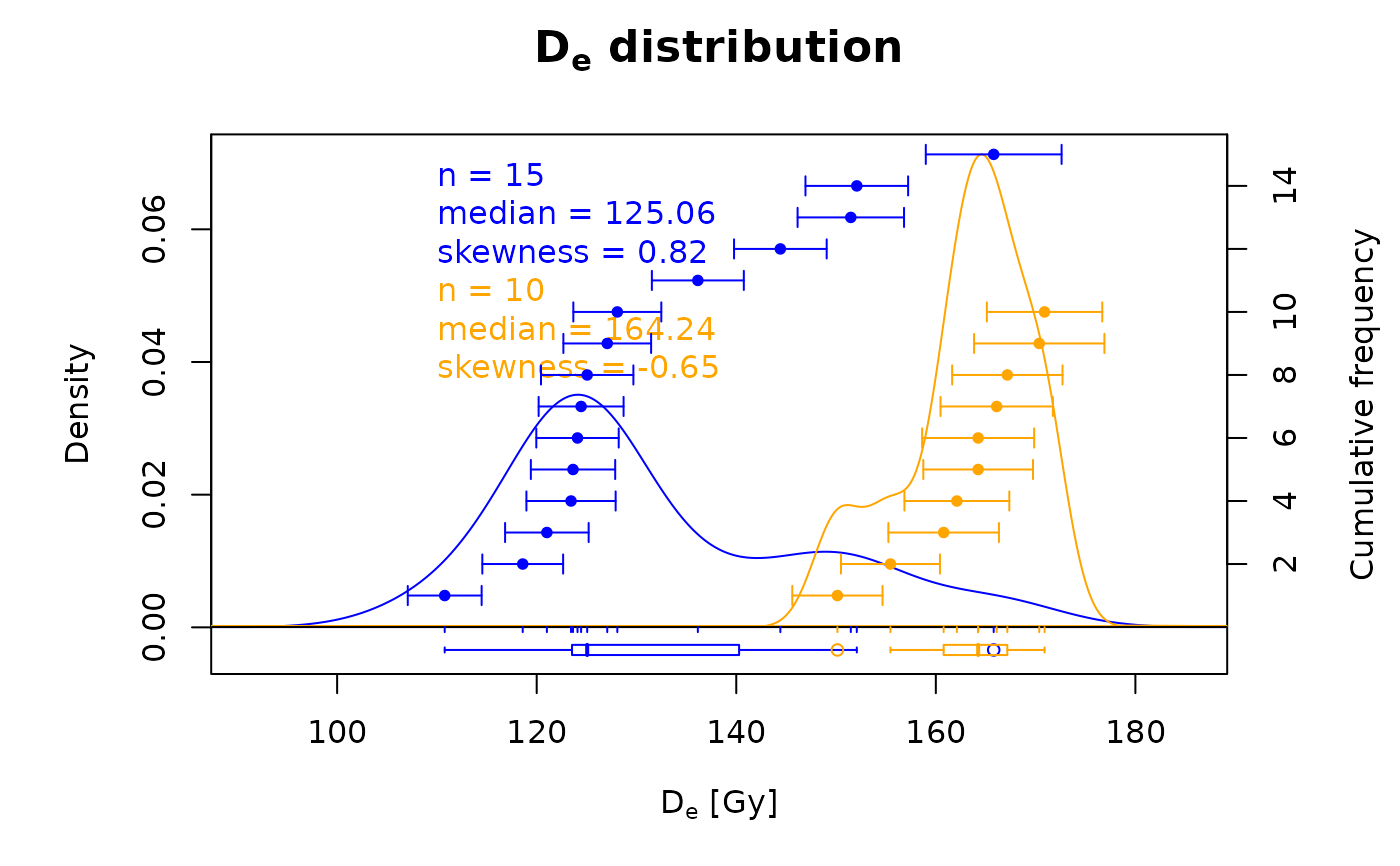 De distribution
n = 15
median = 125.06
skewness = 0.82
n = 10
median = 164.24
skewness = -0.65
Density
0.00
0.02
0.04
0.06
Cumulative frequency
2
4
6
8
10
14
100 120 140 160 180
De [Gy]